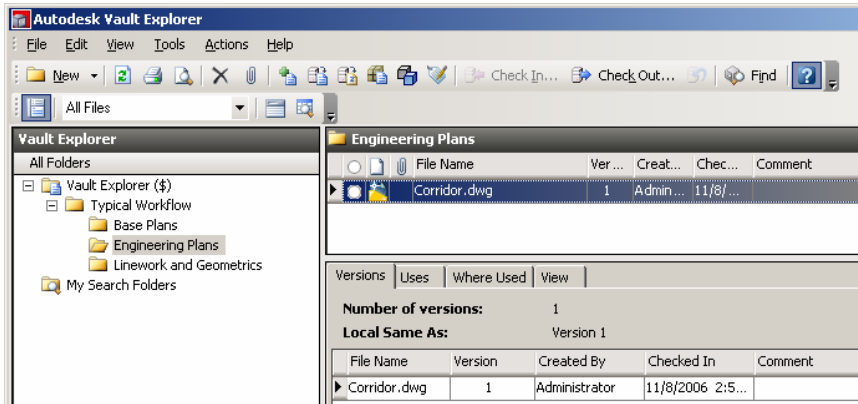 Autodesk Vault Explorer
File Edit View Tools Actions Help
New Check In... Check Out... Find
All Files
Vault Explorer
All Folders
Vault Explorer ($)
Typical Workflow
Base Plans
Engineering Plans
Linework and Geometrics
My Search Folders
Engineering Plans
File Name Ver... Creat... Chec... Comment
Corridor.dwg 1 Admin... 11/8/...
Versions Uses Where Used View
Number of versions: 1
Local Same As: Version 1
File Name Version Created By Checked In Comment
Corridor.dwg 1 Administrator 11/8/2006 2:5...